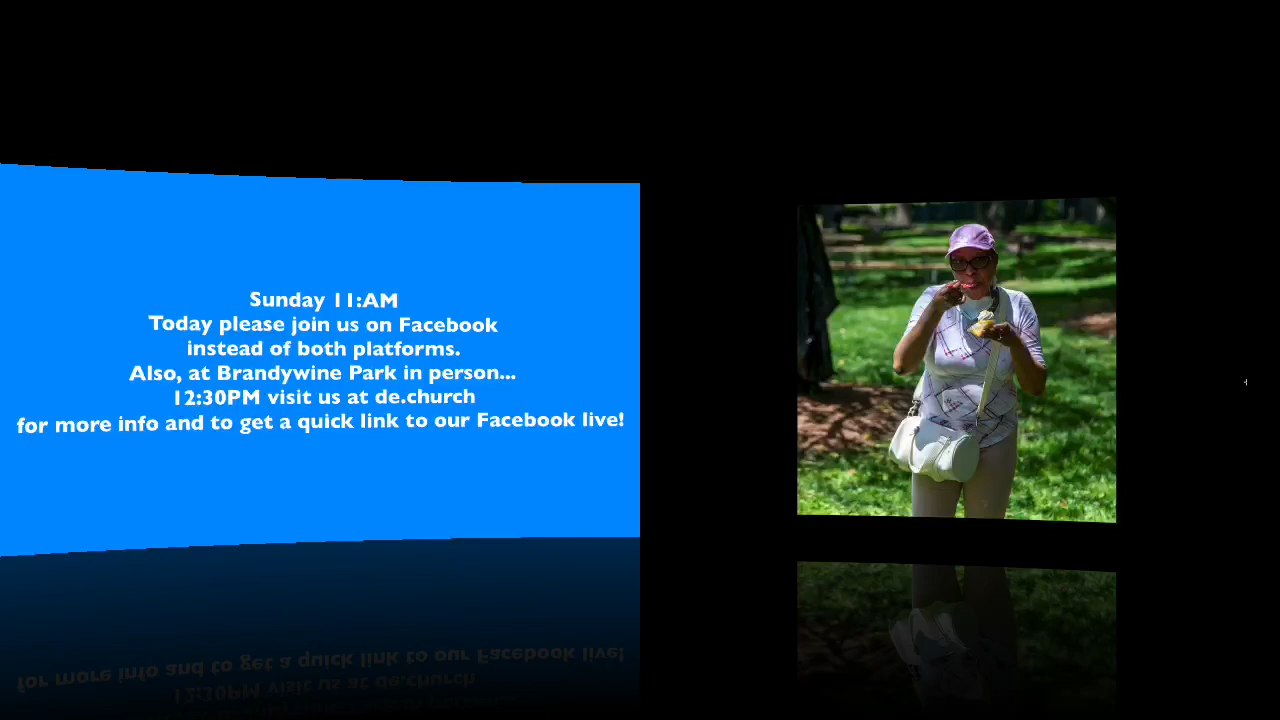 Sunday 11:AM
Today please join us on Facebook
instead of both platforms.
Also, at Brandywine Park in person...
12:30PM visit us at de.church
for more info and to get a quick link to our Facebook live!